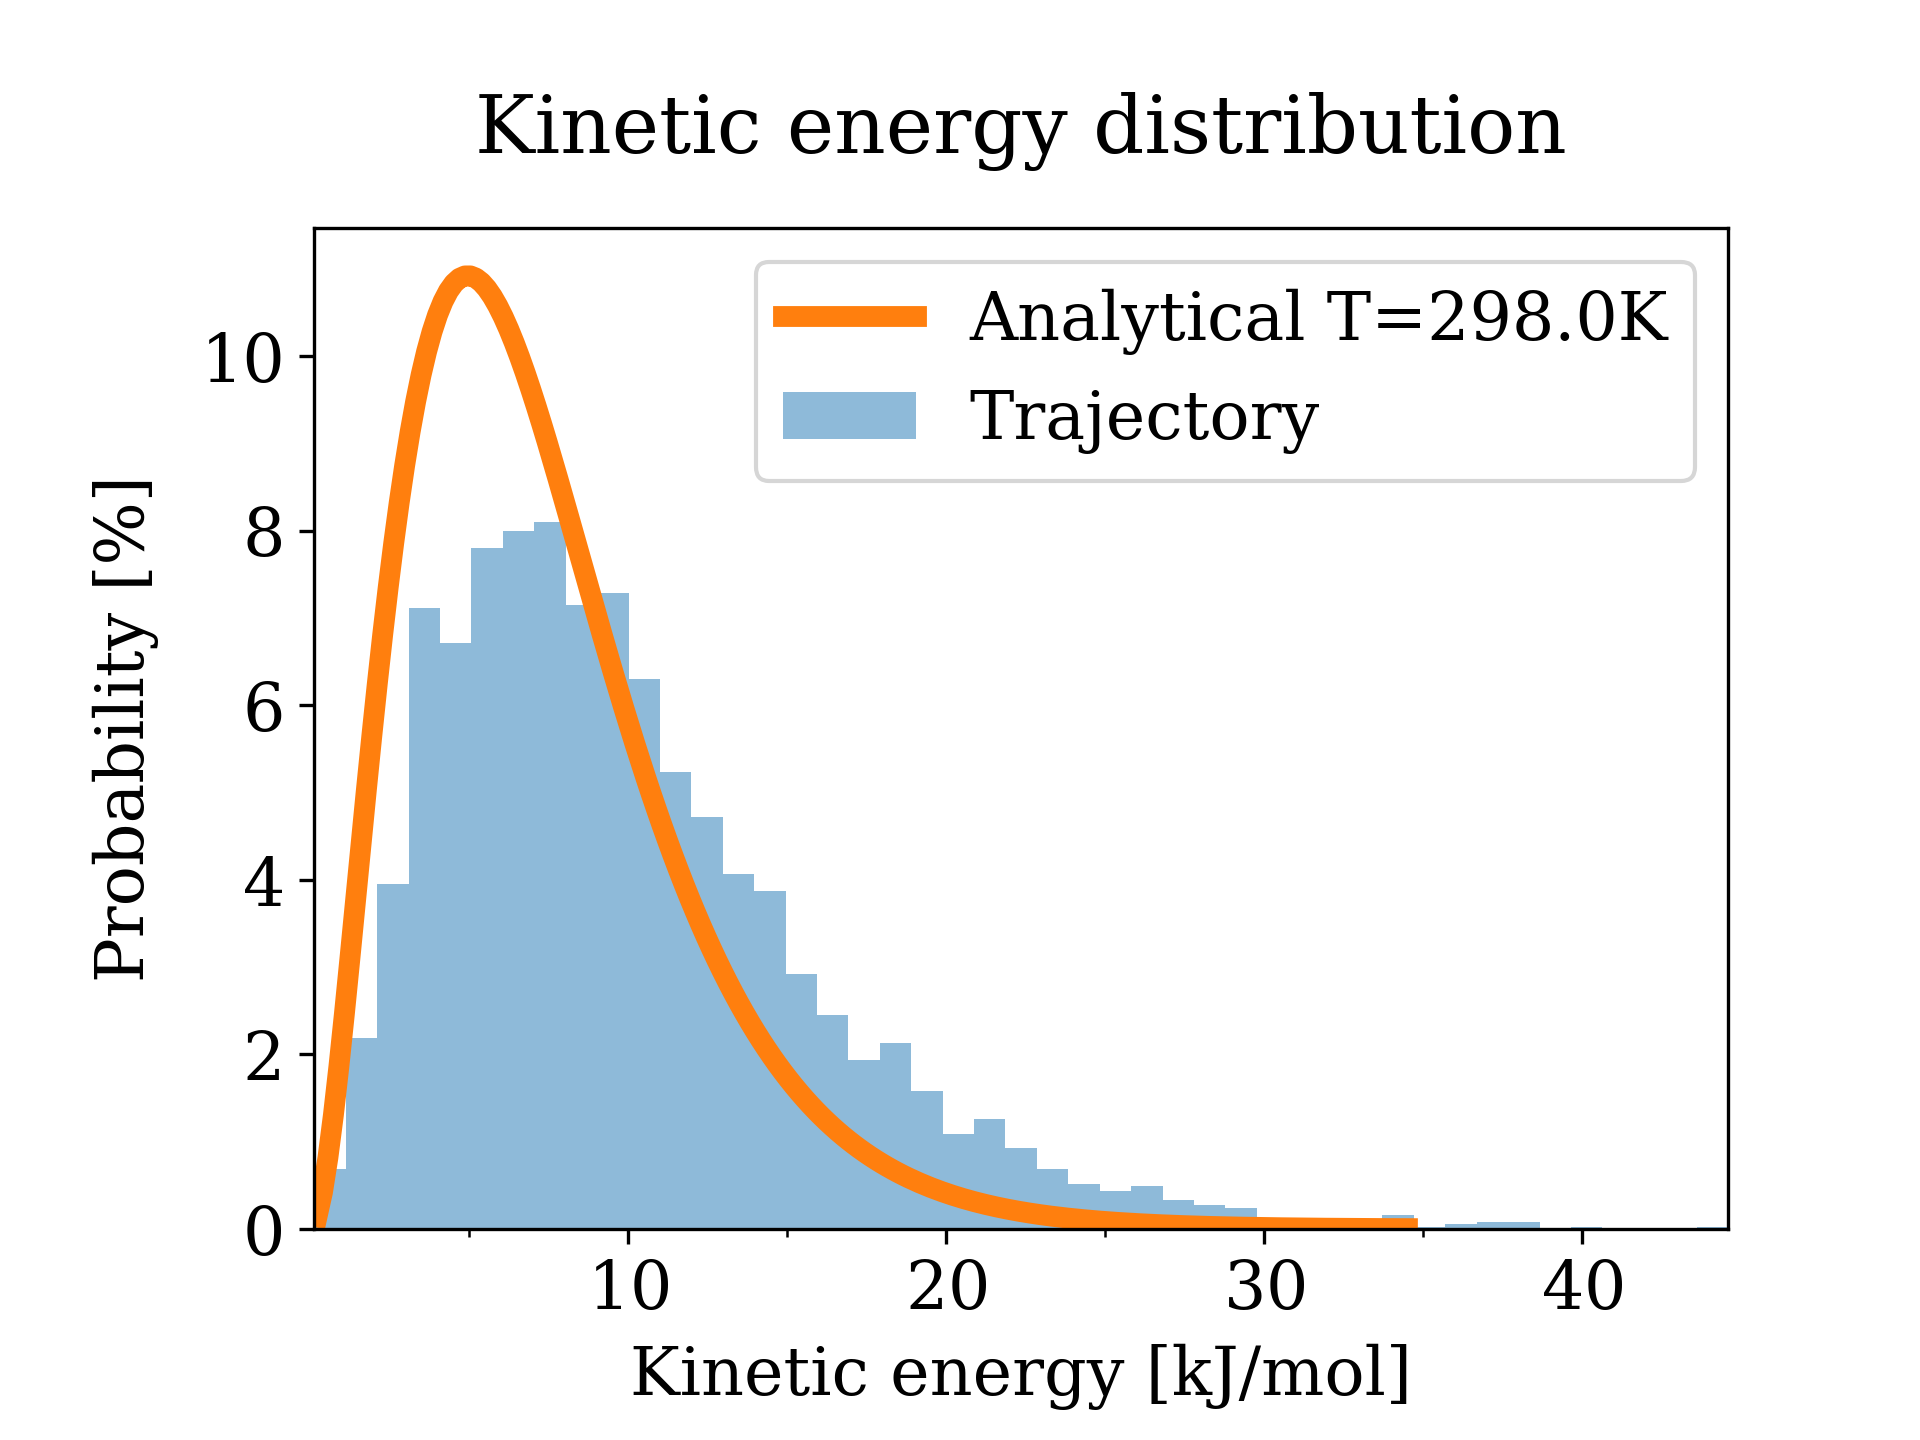 Kinetic energy distribution
Analytical T=298.0K
Trajectory
Probability [%]
10
8
6
4
2
0
10 20 30 40
Kinetic energy [kJ/mol]